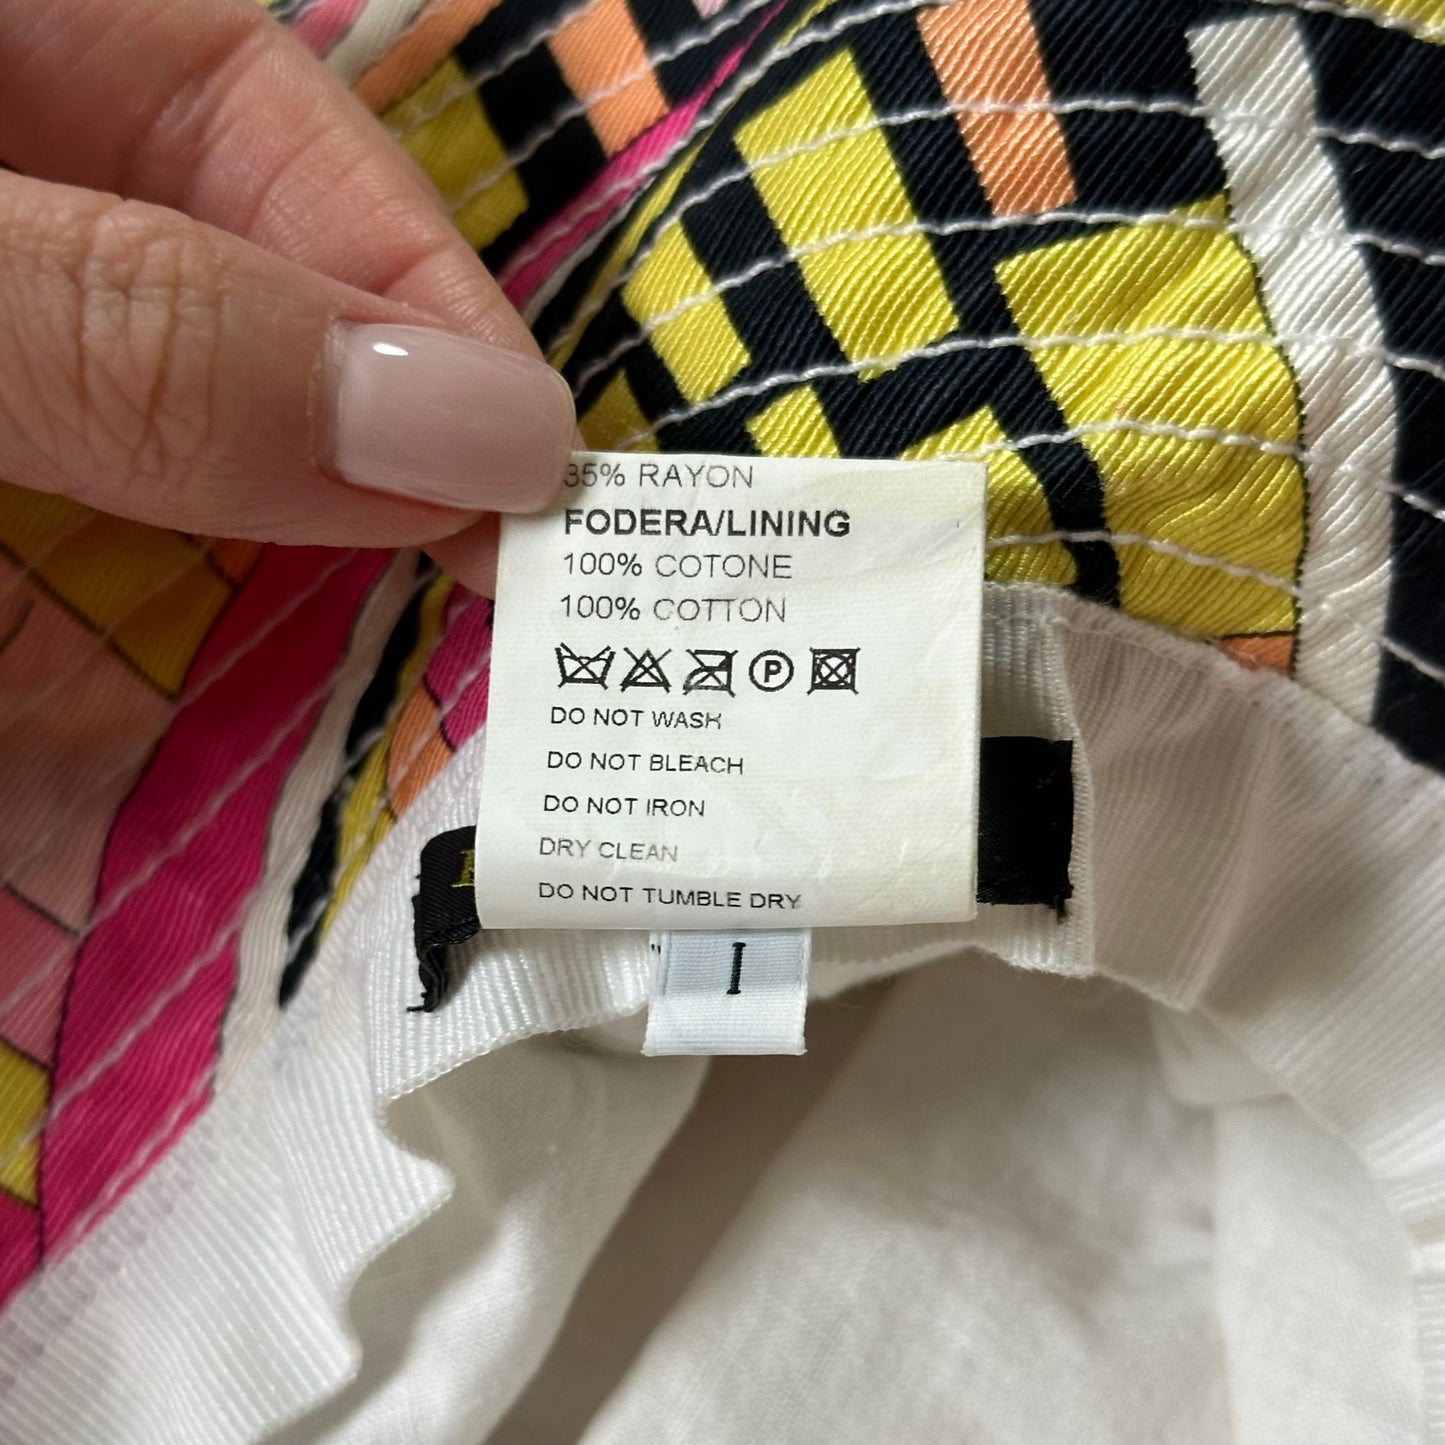 35% RAYON
FODERA/LINING
100% COTONE
100% COTTON
P
DO NOT WASH
DO NOT BLEACH
DO NOT IRON
DRY CLEAN
DO NOT TUMBLE DRY
I